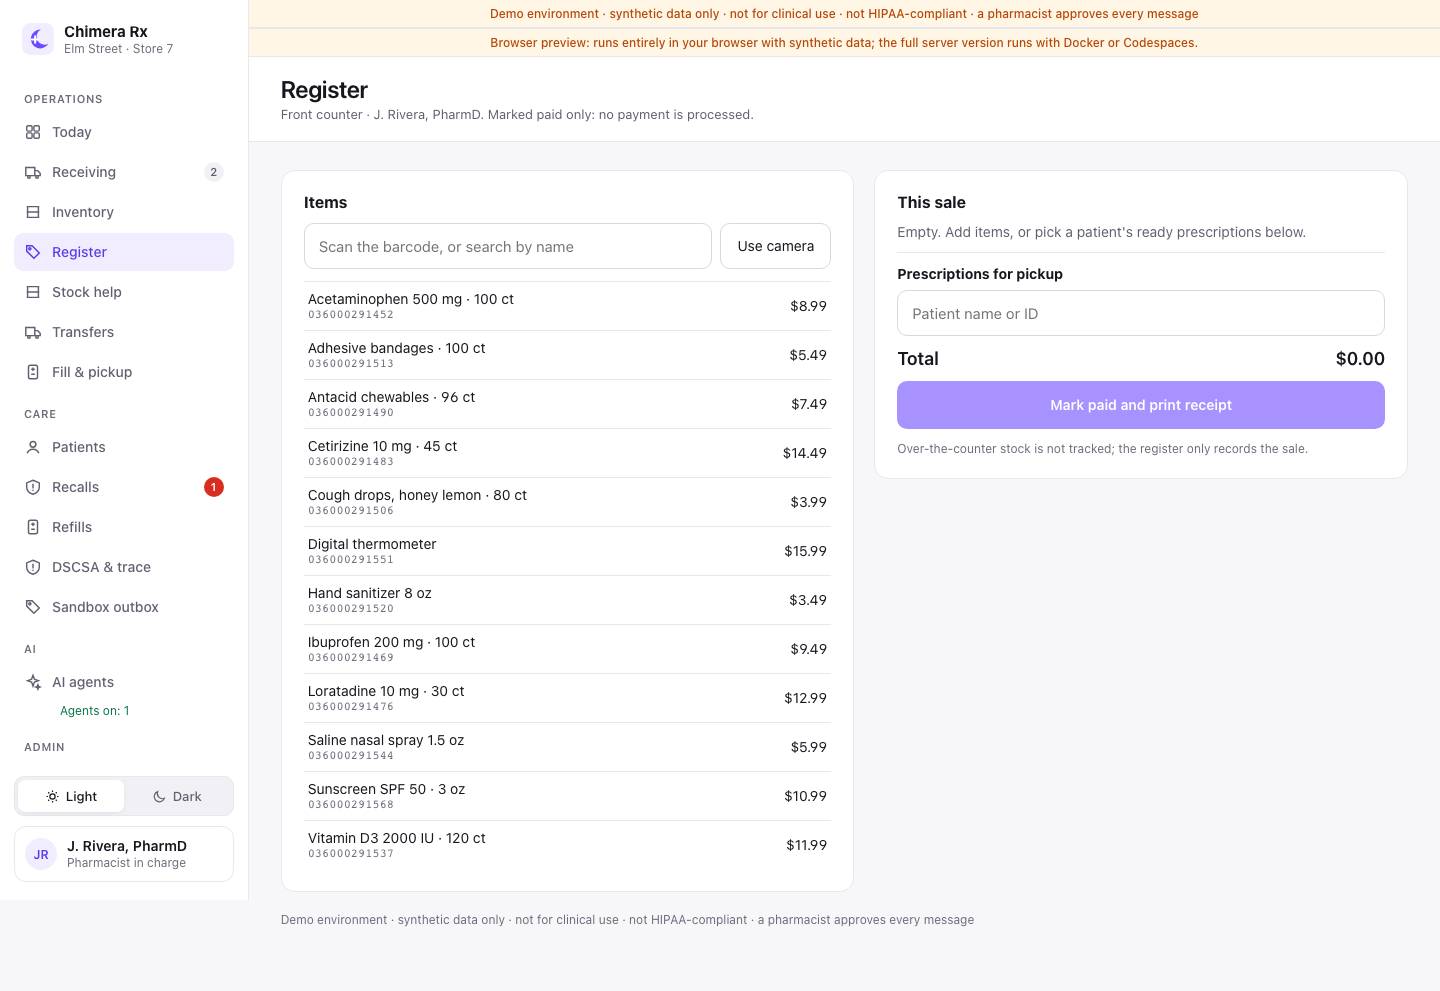 Chimera Rx
Elm Street · Store 7
OPERATIONS
Today
Receiving 2
Inventory
Register
Stock help
Transfers
Fill & pickup
CARE
Patients
Recalls 1
Refills
DSCSA & trace
Sandbox outbox
AI
AI agents
Agents on: 1
ADMIN
Light Dark
JR
J. Rivera, PharmD
Pharmacist in charge
Demo environment · synthetic data only · not for clinical use · not HIPAA-compliant · a pharmacist approves every message
Browser preview: runs entirely in your browser with synthetic data; the full server version runs with Docker or Codespaces.
Register
Front counter · J. Rivera, PharmD. Marked paid only: no payment is processed.
Items
Scan the barcode, or search by name
Use camera
Acetaminophen 500 mg · 100 ct $8.99
036000291452
Adhesive bandages · 100 ct $5.49
036000291513
Antacid chewables · 96 ct $7.49
036000291490
Cetirizine 10 mg · 45 ct $14.49
036000291483
Cough drops, honey lemon · 80 ct $3.99
036000291506
Digital thermometer $15.99
036000291551
Hand sanitizer 8 oz $3.49
036000291520
Ibuprofen 200 mg · 100 ct $9.49
036000291469
Loratadine 10 mg · 30 ct $12.99
036000291476
Saline nasal spray 1.5 oz $5.99
036000291544
Sunscreen SPF 50 · 3 oz $10.99
036000291568
Vitamin D3 2000 IU · 120 ct $11.99
036000291537
This sale
Empty. Add items, or pick a patient's ready prescriptions below.
Prescriptions for pickup
Patient name or ID
Total $0.00
Mark paid and print receipt
Over-the-counter stock is not tracked; the register only records the sale.
Demo environment · synthetic data only · not for clinical use · not HIPAA-compliant · a pharmacist approves every message